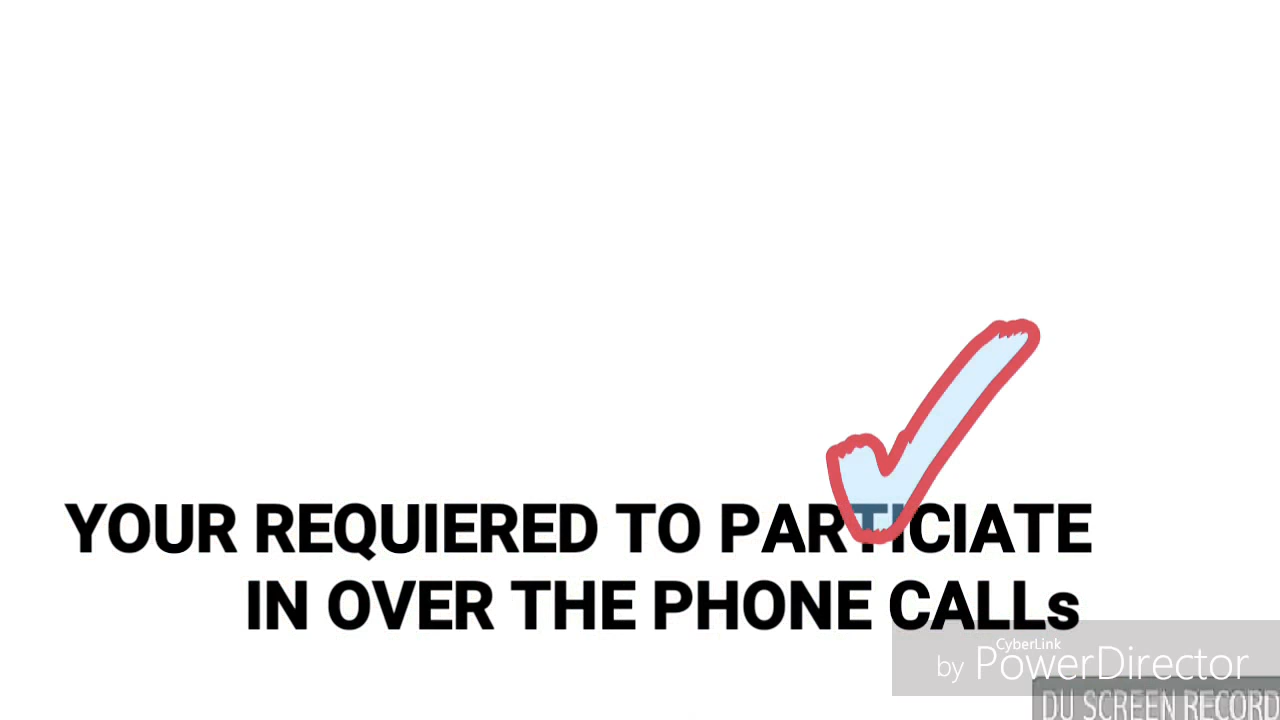 YOUR REQUIERED TO PARTICIATE
IN OVER THE PHONE CALLs
CyberLink
by PowerDirector
DU SCREEN RECORD